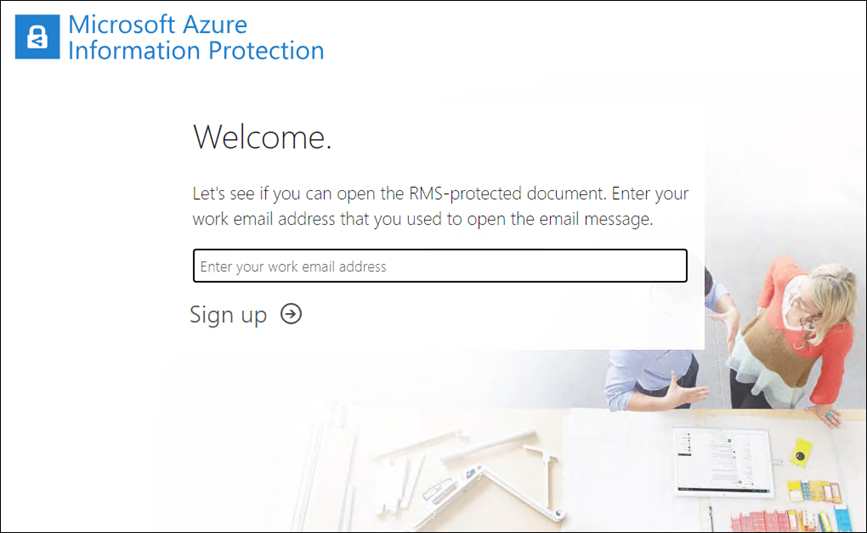 Microsoft Azure
Information Protection
Welcome.
Let's see if you can open the RMS-protected document. Enter your
work email address that you used to open the email message.
Enter your work email address
Sign up